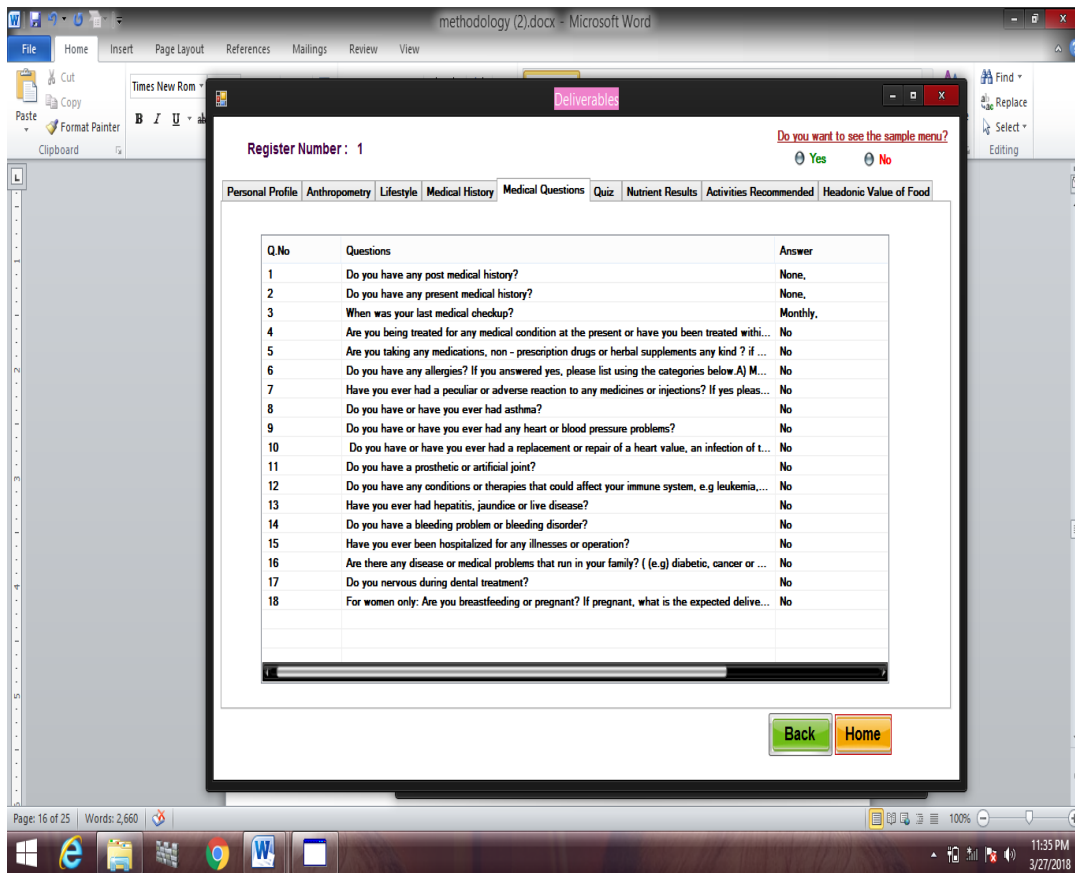 methodology (2).docx - Microsoft Word
File Home Insert Page Layout References Mailings Review View
Cut
Copy
Paste
Format Painter
Clipboard
Times New Rom
B I U
Find
Replace
Select
Editing
Deliverables
Register Number : 1
Do you want to see the sample menu?
Yes No
Personal Profile Anthropometry Lifestyle Medical History Medical Questions Quiz Nutrient Results Activities Recommended Headonic Value of Food
Q.No Questions Answer
1 Do you have any post medical history? None,
2 Do you have any present medical history? None,
3 When was your last medical checkup? Monthly,
4 Are you being treated for any medical condition at the present or have you been treated withi... No
5 Are you taking any medications, non - prescription drugs or herbal supplements any kind ? if ... No
6 Do you have any allergies? If you answered yes, please list using the categories below.A) M... No
7 Have you ever had a peculiar or adverse reaction to any medicines or injections? If yes pleas... No
8 Do you have or have you ever had asthma? No
9 Do you have or have you ever had any heart or blood pressure problems? No
10 Do you have or have you ever had a replacement or repair of a heart value, an infection of t... No
11 Do you have a prosthetic or artificial joint? No
12 Do you have any conditions or therapies that could affect your immune system, e.g leukemia,... No
13 Have you ever had hepatitis, jaundice or live disease? No
14 Do you have a bleeding problem or bleeding disorder? No
15 Have you ever been hospitalized for any illnesses or operation? No
16 Are there any disease or medical problems that run in your family? ( (e.g) diabetic, cancer or ... No
17 Do you nervous during dental treatment? No
18 For women only: Are you breastfeeding or pregnant? If pregnant, what is the expected delive... No
Back Home
Page: 16 of 25 Words: 2,660 100%
11:35 PM
3/27/2018